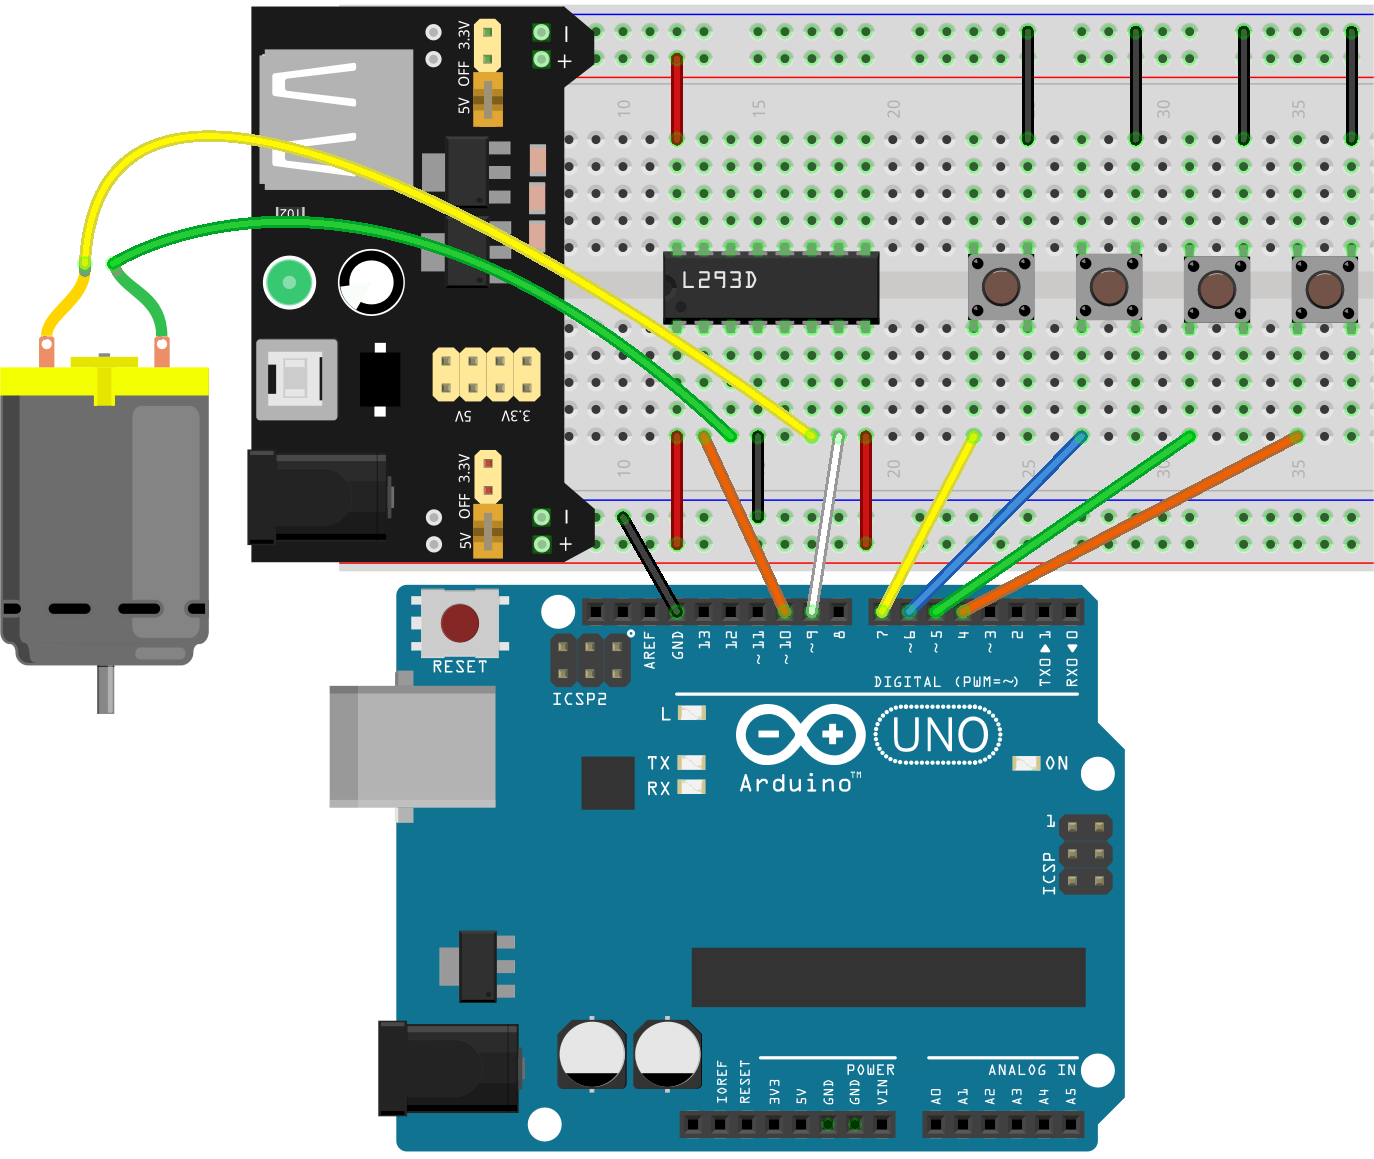 3.3V
OFF
5V
−
+
10
15
20
30
35
L293D
5V
3.3V
3.3V
OFF
5V
−
+
10
20
25
30
35
RESET
ICSP2
AREF
GND
13
12
~11
~10
~9
8
7
~6
~5
4
~3
2
TX0▶1
RX0◀0
DIGITAL (PWM=~)
L
TX
RX
UNO
ON
Arduino™
1
ICSP
POWER
ANALOG IN
IOREF
RESET
3V3
5V
GND
GND
VIN
A0
A1
A2
A3
A4
A5